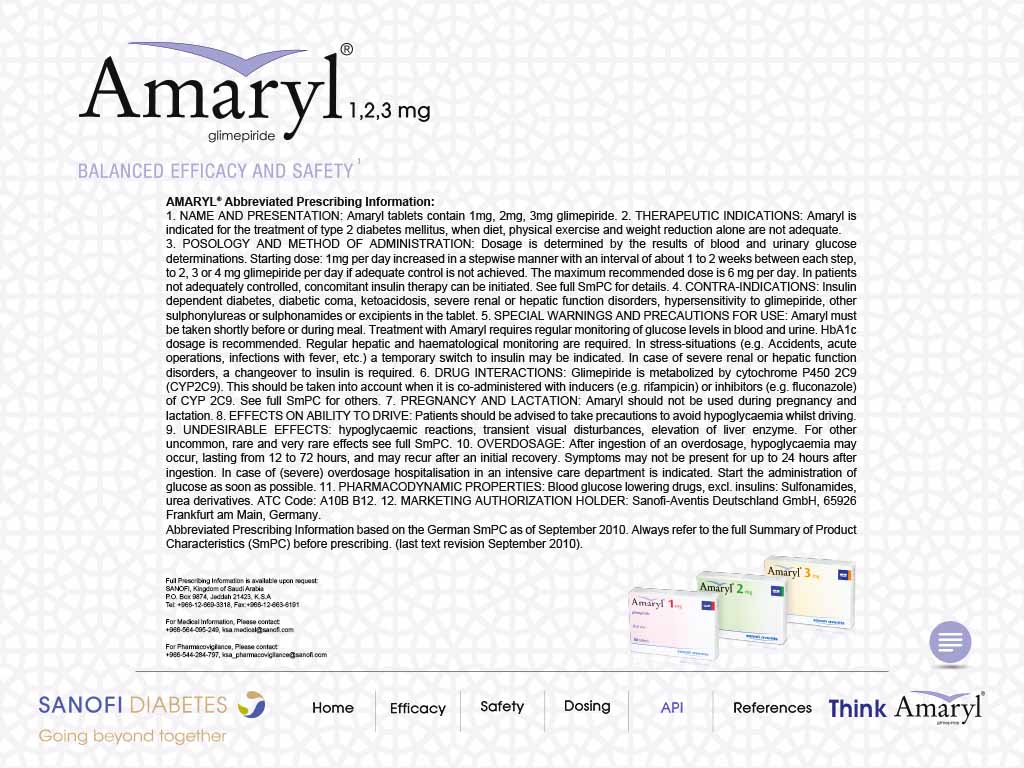 Amaryl® 1,2,3 mg
glimepiride
BALANCED EFFICACY AND SAFETY 1
AMARYL® Abbreviated Prescribing Information:
1. NAME AND PRESENTATION: Amaryl tablets contain 1mg, 2mg, 3mg glimepiride. 2. THERAPEUTIC INDICATIONS: Amaryl is
indicated for the treatment of type 2 diabetes mellitus, when diet, physical exercise and weight reduction alone are not adequate.
3. POSOLOGY AND METHOD OF ADMINISTRATION: Dosage is determined by the results of blood and urinary glucose
determinations. Starting dose: 1mg per day increased in a stepwise manner with an interval of about 1 to 2 weeks between each step,
to 2, 3 or 4 mg glimepiride per day if adequate control is not achieved. The maximum recommended dose is 6 mg per day. In patients
not adequately controlled, concomitant insulin therapy can be initiated. See full SmPC for details. 4. CONTRA-INDICATIONS: Insulin
dependent diabetes, diabetic coma, ketoacidosis, severe renal or hepatic function disorders, hypersensitivity to glimepiride, other
sulphonylureas or sulphonamides or excipients in the tablet. 5. SPECIAL WARNINGS AND PRECAUTIONS FOR USE: Amaryl must
be taken shortly before or during meal. Treatment with Amaryl requires regular monitoring of glucose levels in blood and urine. HbA1c
dosage is recommended. Regular hepatic and haematological monitoring are required. In stress-situations (e.g. Accidents, acute
operations, infections with fever, etc.) a temporary switch to insulin may be indicated. In case of severe renal or hepatic function
disorders, a changeover to insulin is required. 6. DRUG INTERACTIONS: Glimepiride is metabolized by cytochrome P450 2C9
(CYP2C9). This should be taken into account when it is co-administered with inducers (e.g. rifampicin) or inhibitors (e.g. fluconazole)
of CYP 2C9. See full SmPC for others. 7. PREGNANCY AND LACTATION: Amaryl should not be used during pregnancy and
lactation. 8. EFFECTS ON ABILITY TO DRIVE: Patients should be advised to take precautions to avoid hypoglycaemia whilst driving.
9. UNDESIRABLE EFFECTS: hypoglycaemic reactions, transient visual disturbances, elevation of liver enzyme. For other
uncommon, rare and very rare effects see full SmPC. 10. OVERDOSAGE: After ingestion of an overdosage, hypoglycaemia may
occur, lasting from 12 to 72 hours, and may recur after an initial recovery. Symptoms may not be present for up to 24 hours after
ingestion. In case of (severe) overdosage hospitalisation in an intensive care department is indicated. Start the administration of
glucose as soon as possible. 11. PHARMACODYNAMIC PROPERTIES: Blood glucose lowering drugs, excl. insulins: Sulfonamides,
urea derivatives. ATC Code: A10B B12. 12. MARKETING AUTHORIZATION HOLDER: Sanofi-Aventis Deutschland GmbH, 65926
Frankfurt am Main, Germany.
Abbreviated Prescribing Information based on the German SmPC as of September 2010. Always refer to the full Summary of Product
Characteristics (SmPC) before prescribing. (last text revision September 2010).
Full Prescribing Information is available upon request:
SANOFI, Kingdom of Saudi Arabia
P.O. Box 9874, Jeddah 21423, K.S.A
Tel: +966-12-669-3318, Fax:+966-12-663-6191
For Medical Information, Please contact:
+966-564-095-249, ksa.medical@sanofi.com
For Pharmacovigilance, Please contact:
+966-544-284-797, ksa_pharmacovigilance@sanofi.com
Amaryl® 3 mg
Amaryl® 2 mg
Amaryl® 1 mg
glimepiride
SANOFI DIABETES
Going beyond together
Home
Efficacy
Safety
Dosing
API
References
Think Amaryl®
glimepiride